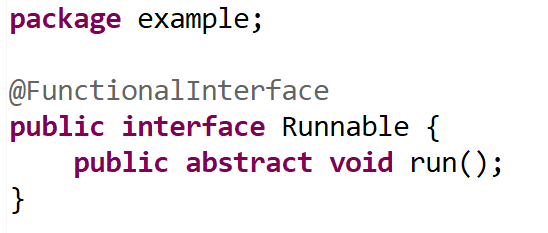 package example;
@FunctionalInterface
public interface Runnable {
    public abstract void run();
}